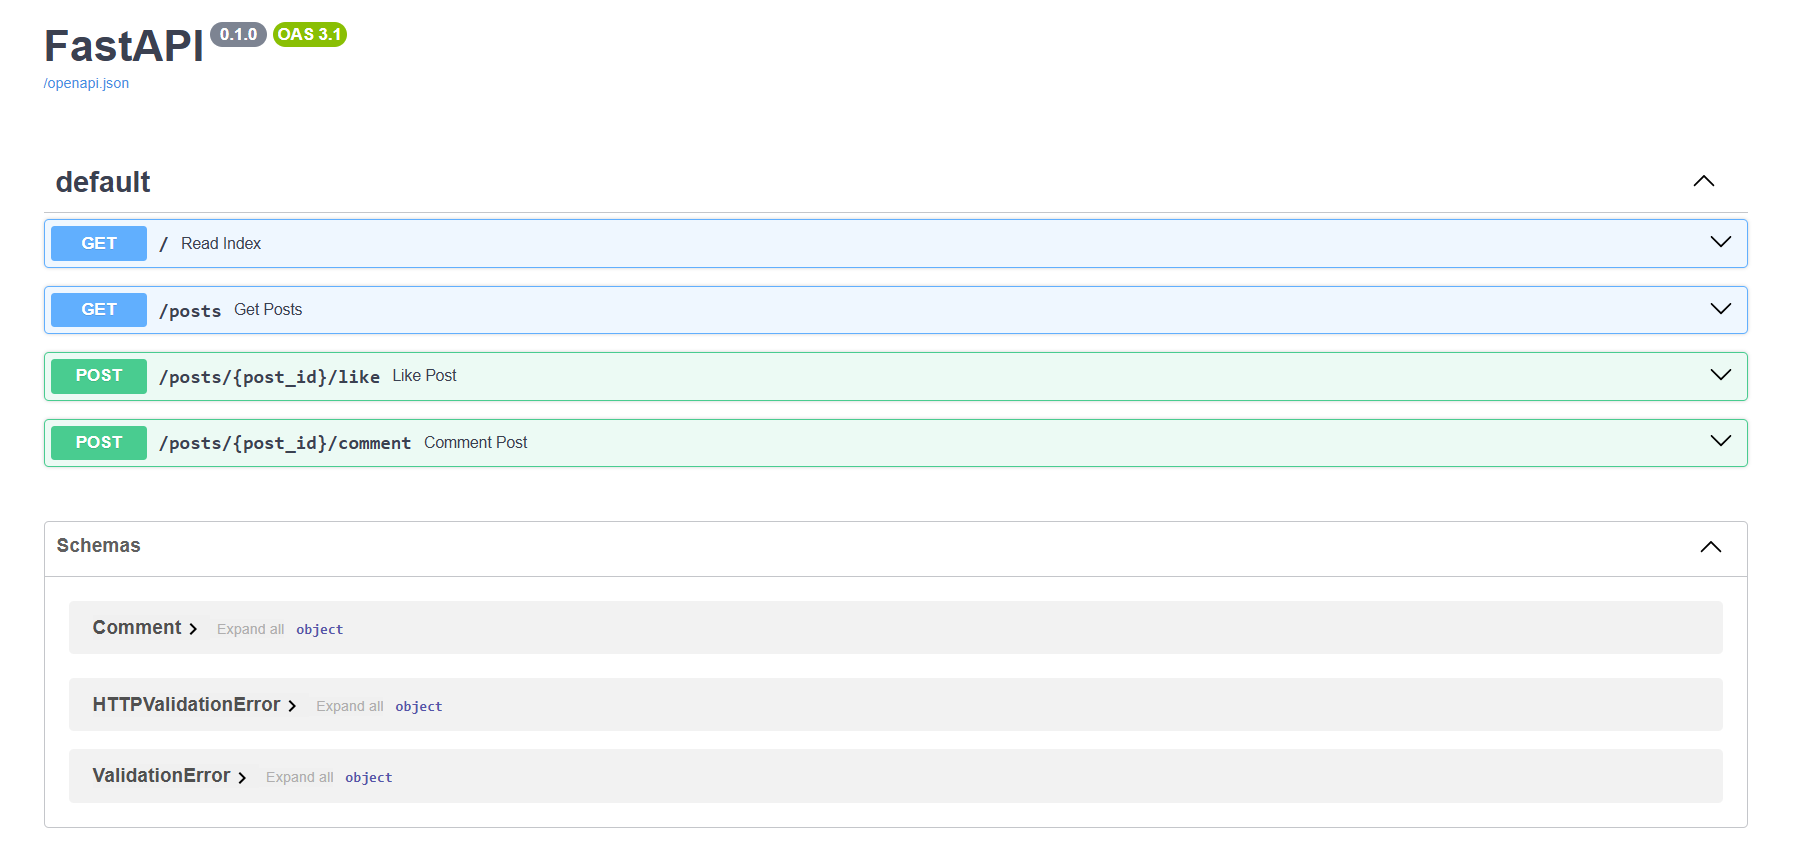 FastAPI 0.1.0 OAS 3.1
/openapi.json
default
GET / Read Index
GET /posts Get Posts
POST /posts/{post_id}/like Like Post
POST /posts/{post_id}/comment Comment Post
Schemas
Comment Expand all object
HTTPValidationError Expand all object
ValidationError Expand all object